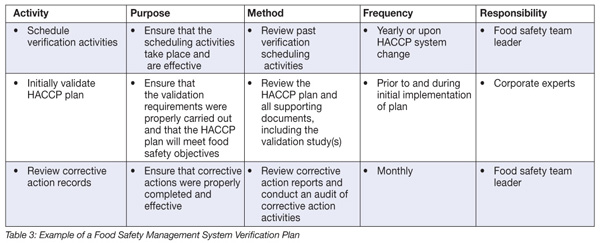 Activity Purpose Method Frequency Responsibility
• Schedule verification activities
• Ensure that the scheduling activities take place and are effective
• Review past verification scheduling activities
• Yearly or upon HACCP system change
• Food safety team leader
• Initially validate HACCP plan
• Ensure that the validation requirements were properly carried out and that the HACCP plan will meet food safety objectives
• Review the HACCP plan and all supporting documents, including the validation study(s)
• Prior to and during initial implementation of plan
• Corporate experts
• Review corrective action records
• Ensure that corrective actions were properly completed and effective
• Review corrective action reports and conduct an audit of corrective action activities
• Monthly
• Food safety team leader
Table 3: Example of a Food Safety Management System Verification Plan